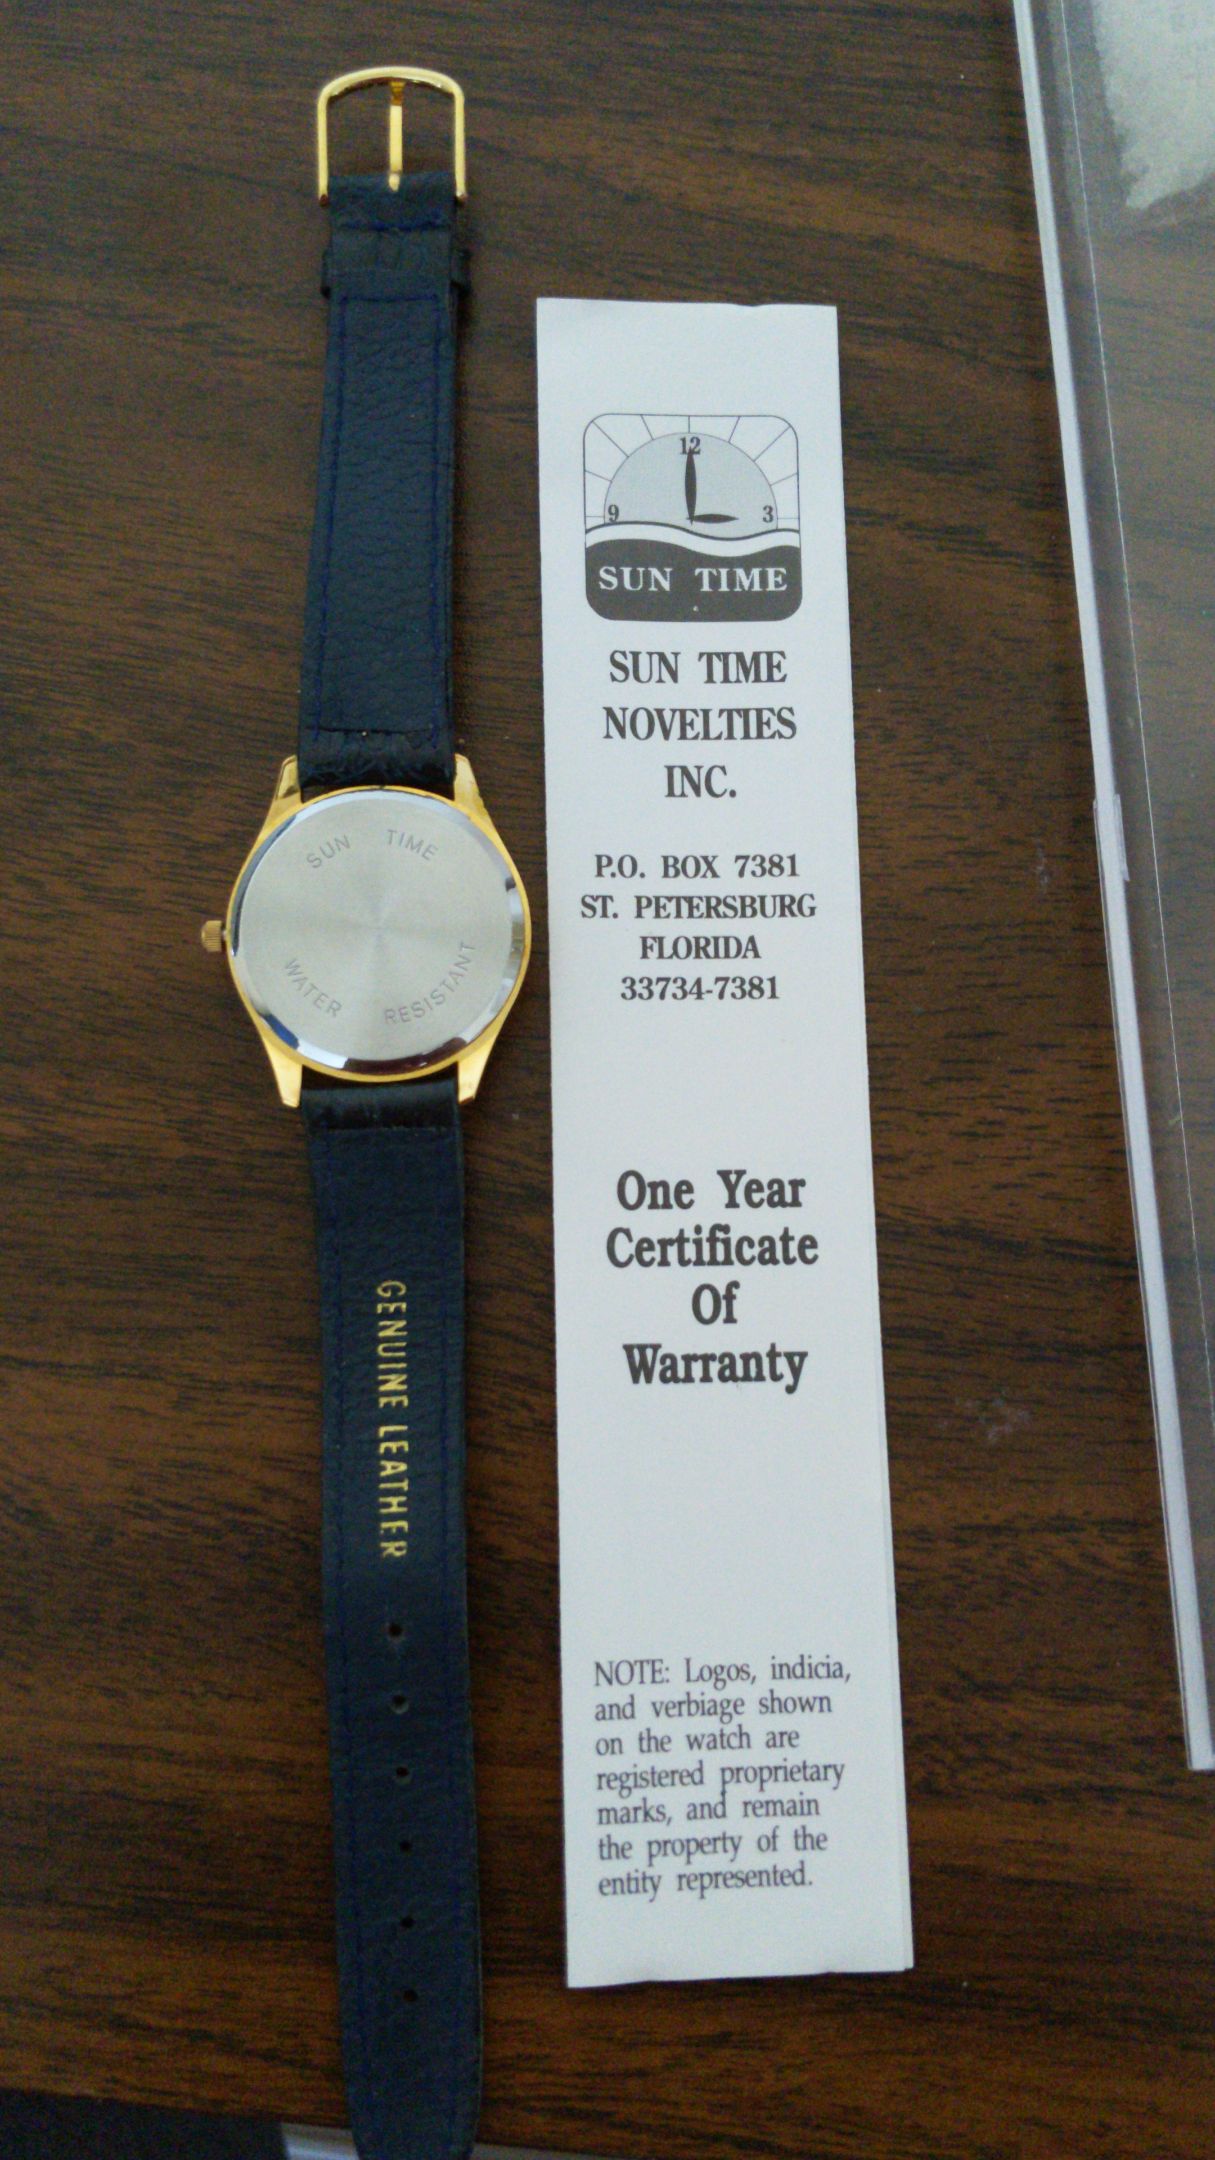 SUN TIME
WATER RESISTANT
GENUINE LEATHER
12
9 3
SUN TIME
SUN TIME
NOVELTIES
INC.
P.O. BOX 7381
ST. PETERSBURG
FLORIDA
33734-7381
One Year
Certificate
Of
Warranty
NOTE: Logos, indicia,
and verbiage shown
on the watch are
registered proprietary
marks, and remain
the property of the
entity represented.